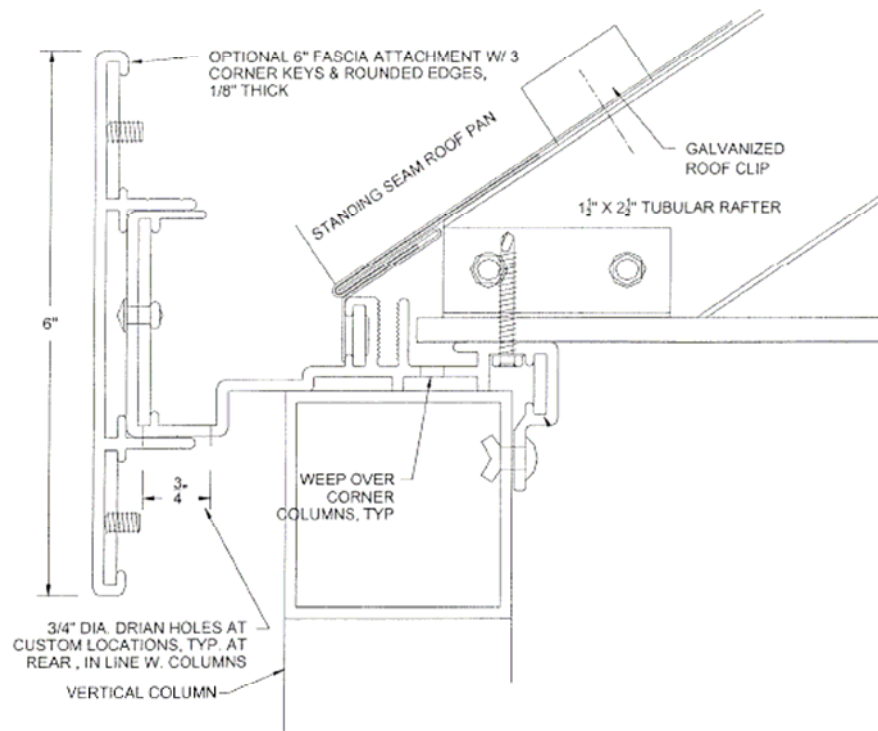 OPTIONAL 6" FASCIA ATTACHMENT W/ 3
CORNER KEYS & ROUNDED EDGES,
1/8" THICK
STANDING SEAM ROOF PAN
GALVANIZED
ROOF CLIP
1½" X 2½" TUBULAR RAFTER
6"
3"
4
WEEP OVER
CORNER
COLUMNS, TYP
3/4" DIA. DRIAN HOLES AT
CUSTOM LOCATIONS, TYP. AT
REAR , IN LINE W. COLUMNS
VERTICAL COLUMN